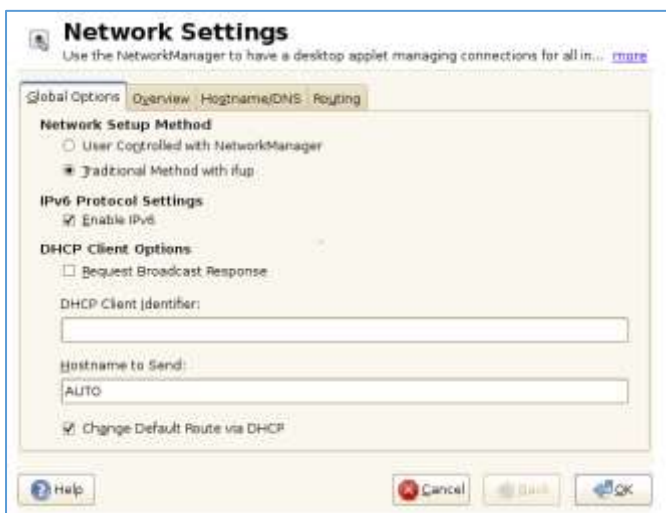 Network Settings
Use the NetworkManager to have a desktop applet managing connections for all in... more
Global Options Overview Hostname/DNS Routing
Network Setup Method
User Controlled with NetworkManager
Traditional Method with ifup
IPv6 Protocol Settings
Enable IPv6
DHCP Client Options
Request Broadcast Response
DHCP Client Identifier:
Hostname to Send:
AUTO
Change Default Route via DHCP
Help Cancel Back OK